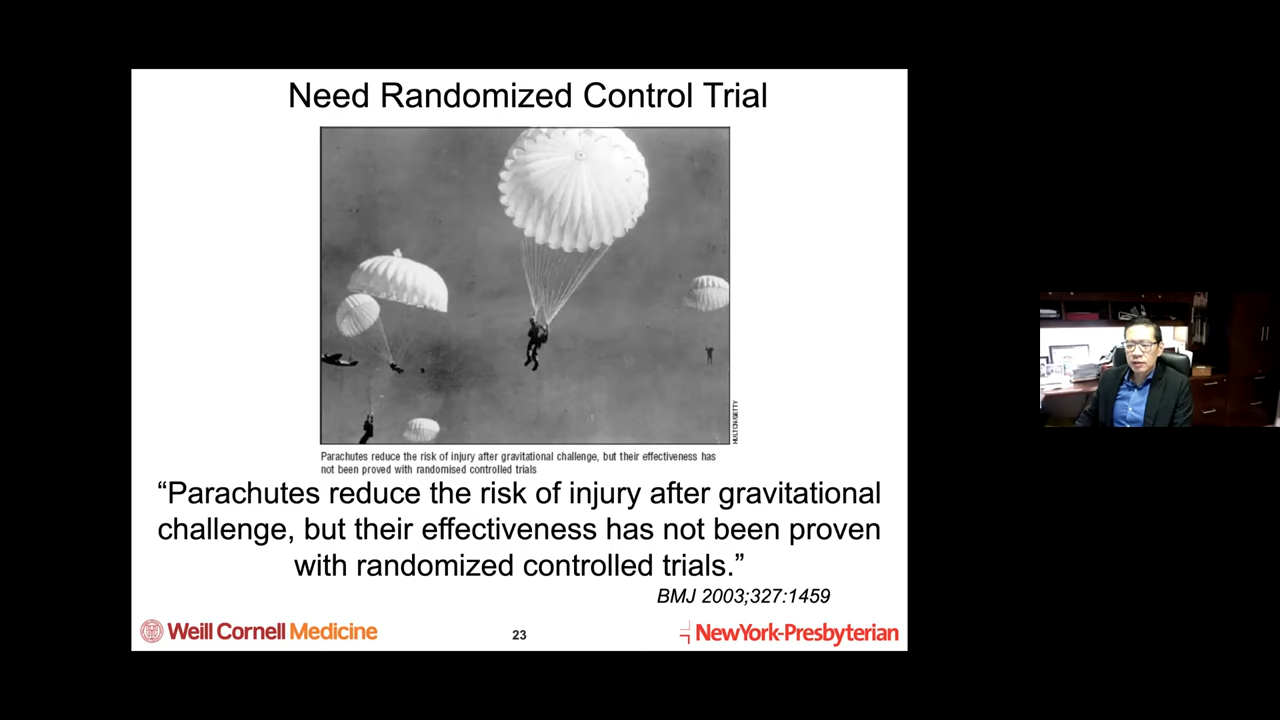 Need Randomized Control Trial
HULTON/GETTY
Parachutes reduce the risk of injury after gravitational challenge, but their effectiveness has
not been proved with randomised controlled trials
“Parachutes reduce the risk of injury after gravitational
challenge, but their effectiveness has not been proven
with randomized controlled trials.”
BMJ 2003;327:1459
Weill Cornell Medicine
23
NewYork-Presbyterian